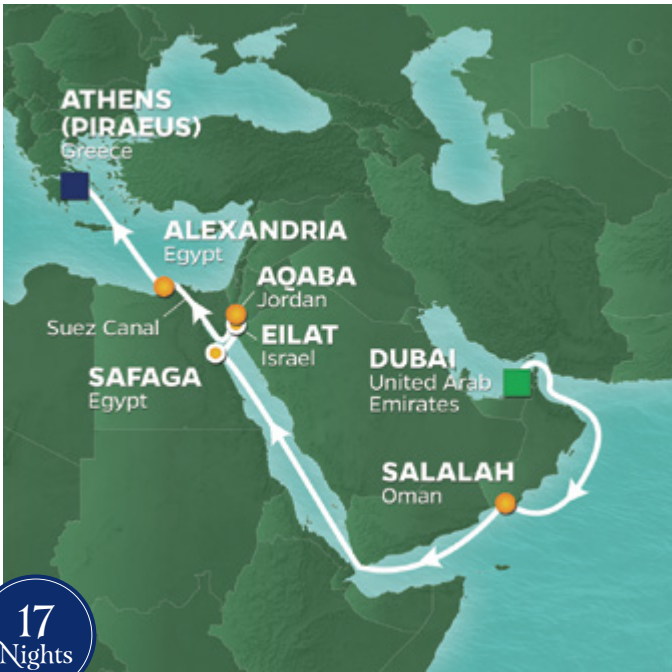 ATHENS
(PIRAEUS)
Greece
ALEXANDRIA
Egypt
AQABA
Jordan
Suez Canal
EILAT
Israel
SAFAGA
Egypt
DUBAI
United Arab
Emirates
SALALAH
Oman
17
Nights